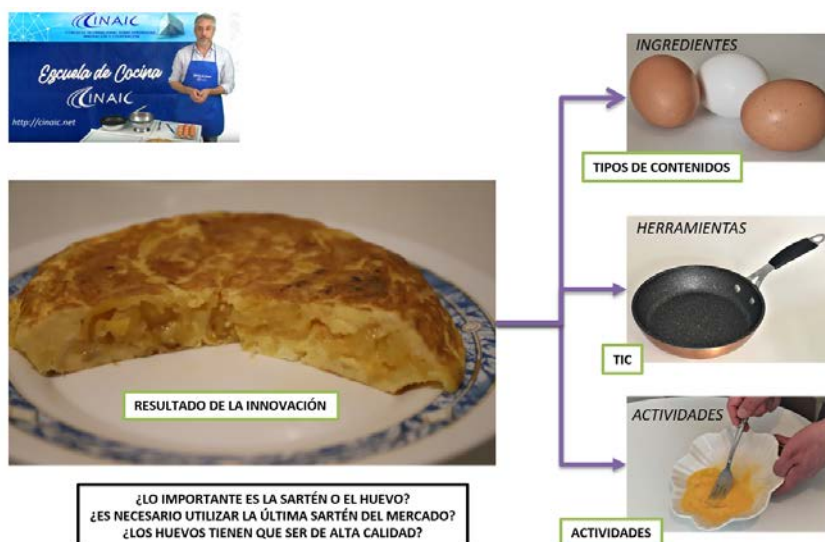 CINAIC
Escuela de Cocina
CINAIC
http://cinaic.net
INGREDIENTES
TIPOS DE CONTENIDOS
HERRAMIENTAS
TIC
RESULTADO DE LA INNOVACIÓN
ACTIVIDADES
ACTIVIDADES
¿LO IMPORTANTE ES LA SARTÉN O EL HUEVO?
¿ES NECESARIO UTILIZAR LA ÚLTIMA SARTÉN DEL MERCADO?
¿LOS HUEVOS TIENEN QUE SER DE ALTA CALIDAD?